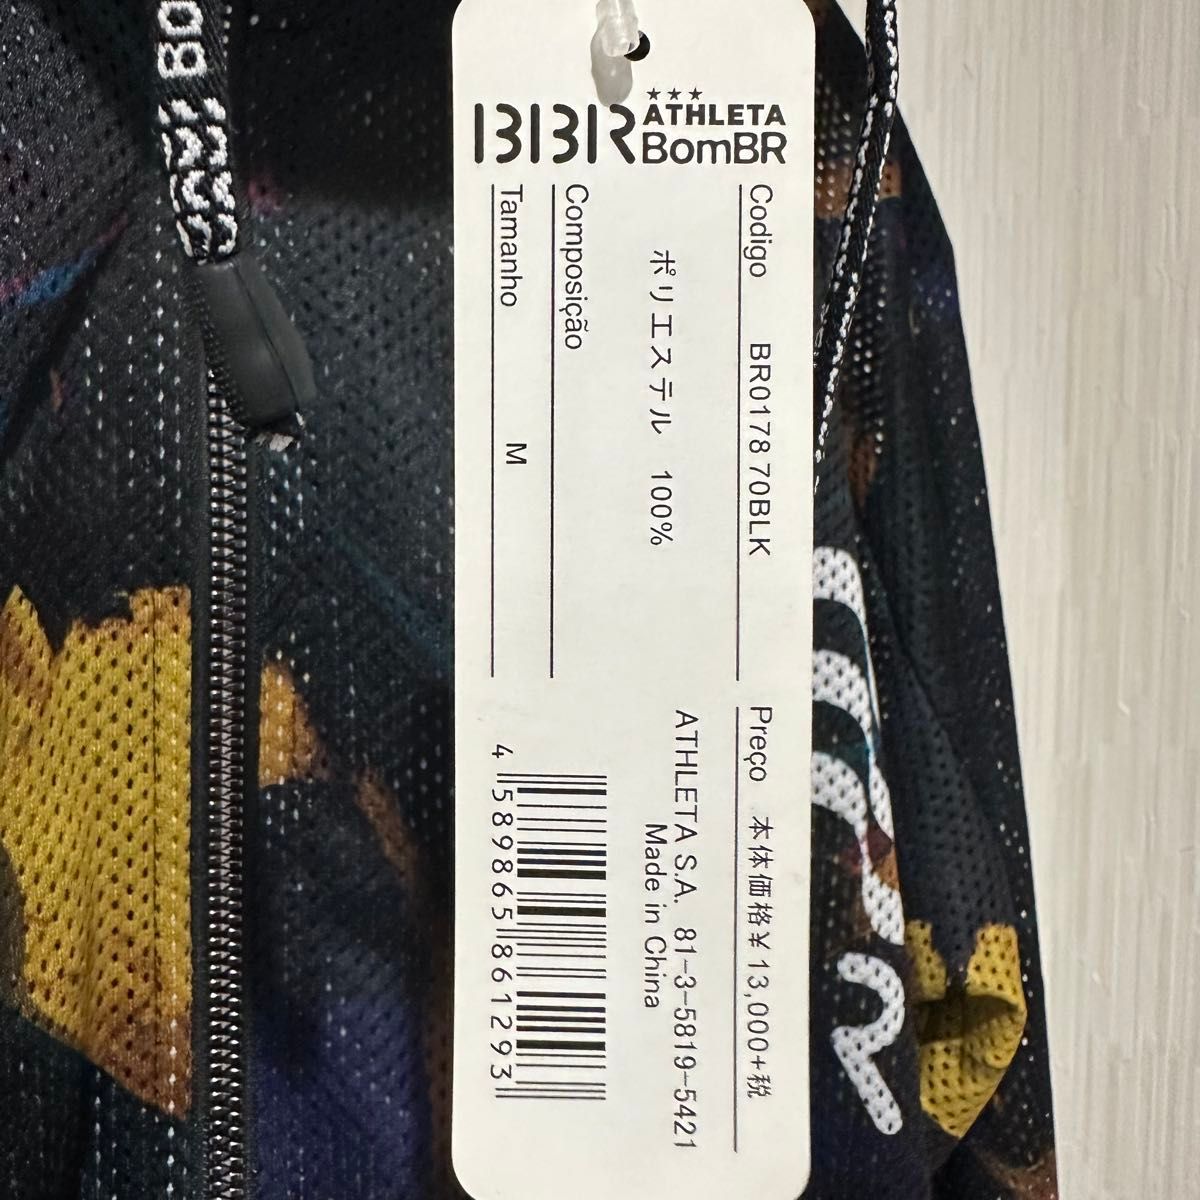 BO
BBR ★★★ ATHLETA
BomBR
Codigo BR0178 70BLK
ポリエステル 100%
Composição
Tamanho M
Preço 本体価格¥13,000+税
ATHLETA S.A. 81-3-5819-5421
Made in China
4 589865 861293